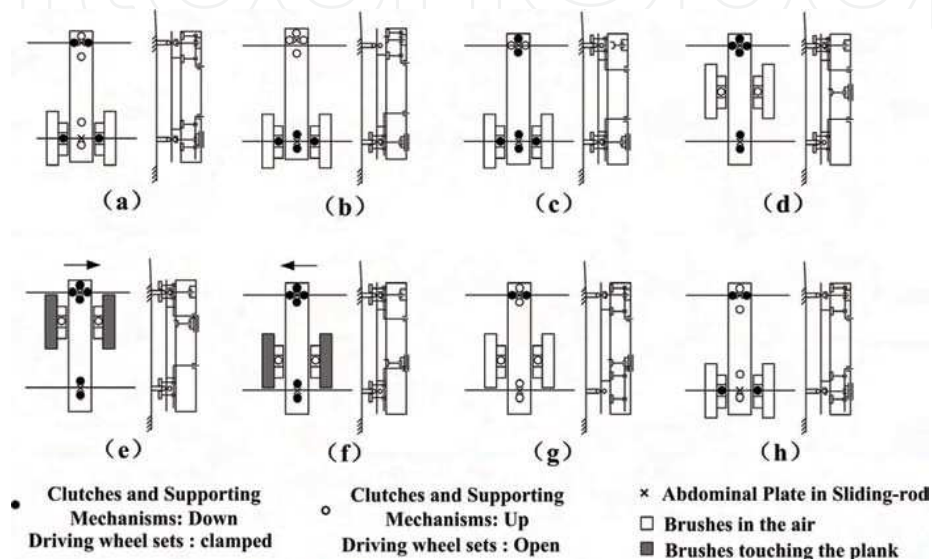 (a)
(b)
(c)
(d)
(e)
(f)
(g)
(h)
Clutches and Supporting
Mechanisms: Down
Driving wheel sets : clamped
Clutches and Supporting
Mechanisms: Up
Driving wheel sets : Open
× Abdominal Plate in Sliding-rod
Brushes in the air
Brushes touching the plank